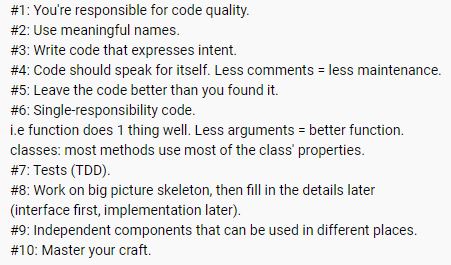 #1: You're responsible for code quality.
#2: Use meaningful names.
#3: Write code that expresses intent.
#4: Code should speak for itself. Less comments = less maintenance.
#5: Leave the code better than you found it.
#6: Single-responsibility code.
i.e function does 1 thing well. Less arguments = better function.
classes: most methods use most of the class' properties.
#7: Tests (TDD).
#8: Work on big picture skeleton, then fill in the details later
(interface first, implementation later).
#9: Independent components that can be used in different places.
#10: Master your craft.